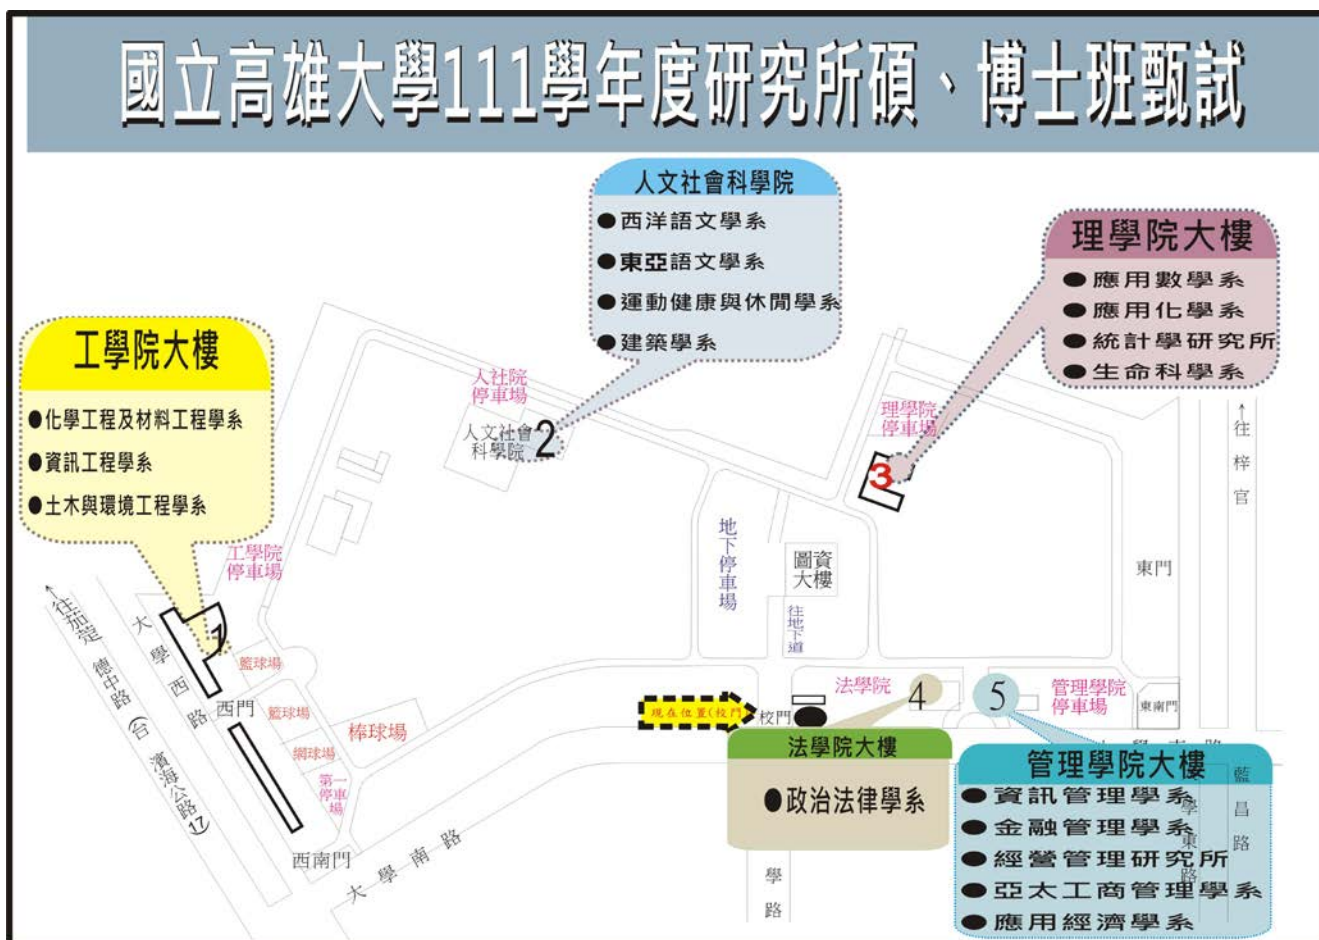 國立高雄大學111學年度研究所碩、博士班甄試
人文社會科學院
●西洋語文學系
●東亞語文學系
●運動健康與休閒學系
●建築學系
理學院大樓
●應用數學系
●應用化學系
●統計學研究所
●生命科學系
工學院大樓
●化學工程及材料工程學系
●資訊工程學系
●土木與環境工程學系
人社院
停車場
人文社會
科學院
2
理學院
停車場
3
↑往梓官
工學院
停車場
地下停車場
圖資
大樓
往地下道
東門
↑往茄萣
德中路
(台
濱海公路
17)
大學西路
1
籃球場
西門
籃球場
網球場
棒球場
第一
停車場
西南門
大學南路
現在位置(校門
校門
法學院
4
5
管理學院
停車場
東南門
藍昌路
法學院大樓
●政治法律學系
管理學院大樓
●資訊管理學系
●金融管理學系
●經營管理研究所
●亞太工商管理學系
●應用經濟學系
學東路
學路